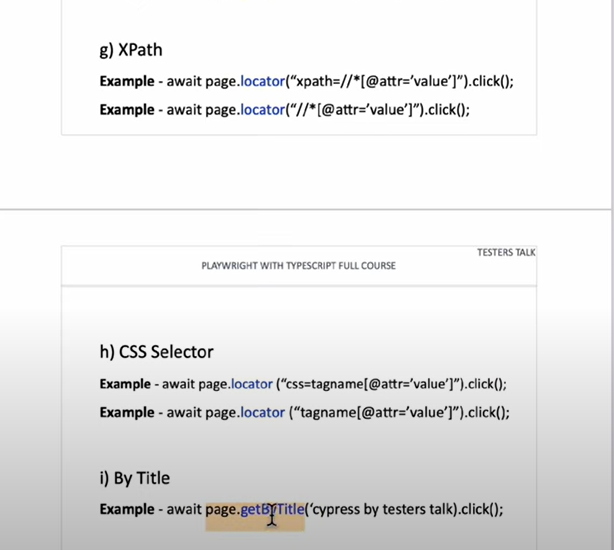 g) XPath
Example - await page.locator(“xpath=//*[@attr=’value’]”).click();
Example - await page.locator(“//*[@attr=’value’]”).click();
TESTERS TALK
PLAYWRIGHT WITH TYPESCRIPT FULL COURSE
h) CSS Selector
Example - await page.locator (“css=tagname[@attr=’value’]”).click();
Example - await page.locator (“tagname[@attr=’value’]”).click();
i) By Title
Example - await page.getByTitle(‘cypress by testers talk).click();